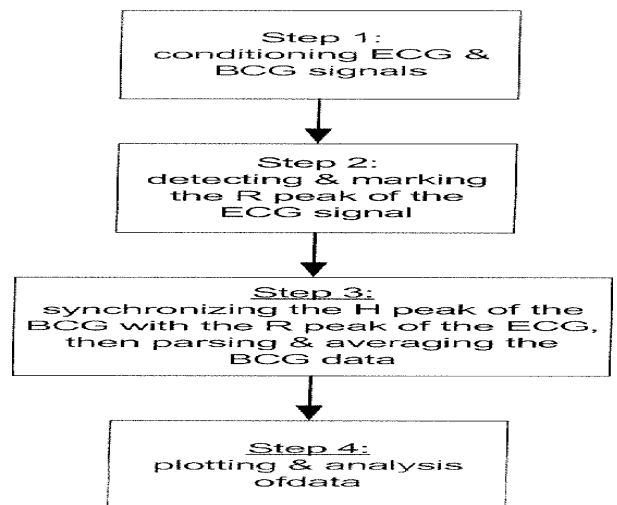 Step 1:
conditioning ECG &
BCG signals
Step 2:
detecting & marking
the R peak of the
ECG signal
Step 3:
synchronizing the H peak of the
BCG with the R peak of the ECG,
then parsing & averaging the
BCG data
Step 4:
plotting & analysis
ofdata